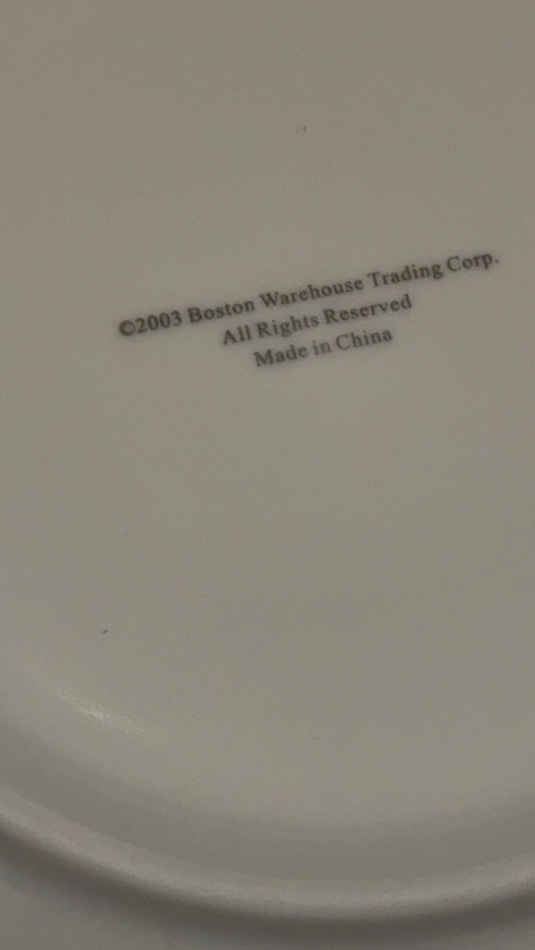 ©2003 Boston Warehouse Trading Corp.
All Rights Reserved
Made in China